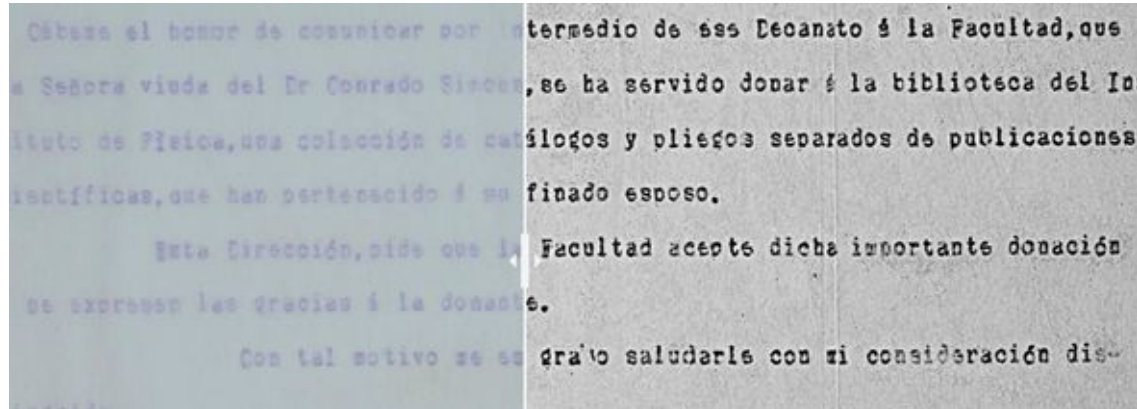 Cábeme el honor de comunicar por intermedio de ese Decanato á la Facultad,que
a Señora viuda del Dr Conrado Simons,se ha servido donar á la biblioteca del In
ituto de Física,una colección de catálogos y pliegos separados de publicaciones
ientíficas,que han pertenecido á su finado esposo.
Esta Dirección,pide que la Facultad acepte dicha importante donación
se expresen las gracias á la donante.
Con tal motivo me es grato saludarle con mi consideración dis-